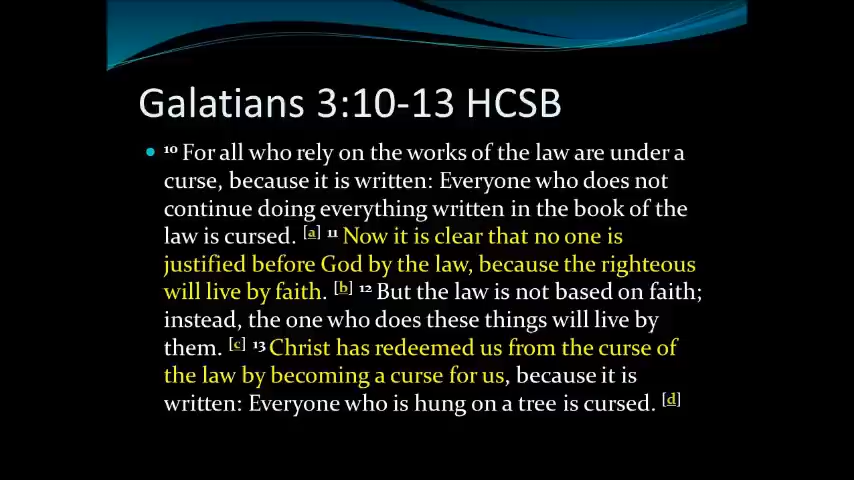 Galatians 3:10-13 HCSB
• ¹⁰ For all who rely on the works of the law are under a
curse, because it is written: Everyone who does not
continue doing everything written in the book of the
law is cursed. [a] ¹¹ Now it is clear that no one is
justified before God by the law, because the righteous
will live by faith. [b] ¹² But the law is not based on faith;
instead, the one who does these things will live by
them. [c] ¹³ Christ has redeemed us from the curse of
the law by becoming a curse for us, because it is
written: Everyone who is hung on a tree is cursed. [d]